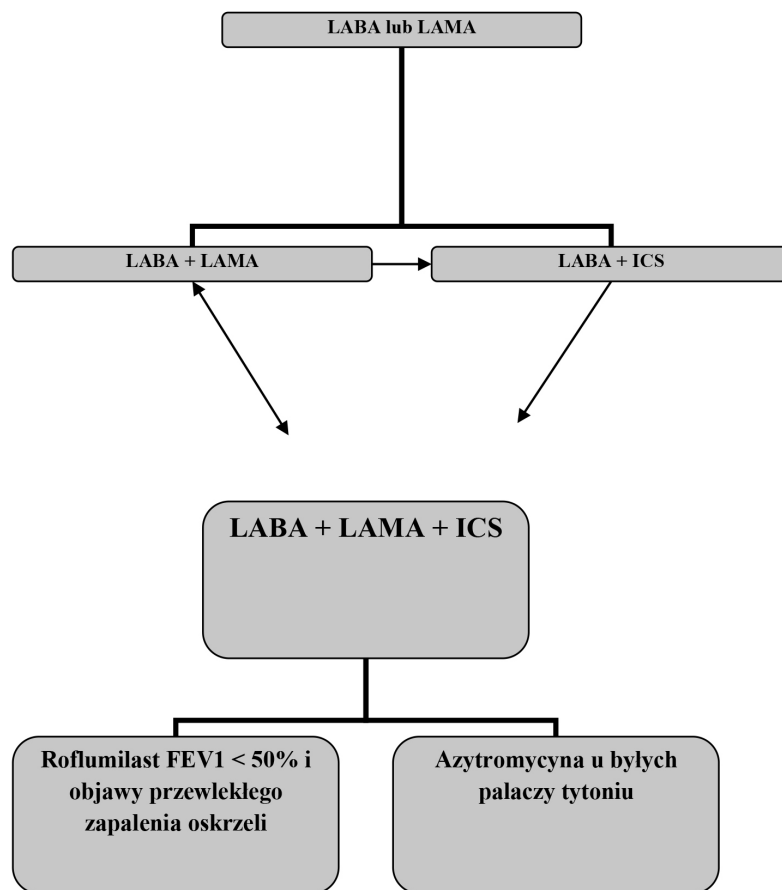 LABA lub LAMA
LABA + LAMA
LABA + ICS
LABA + LAMA + ICS
Roflumilast FEV1 < 50% i
objawy przewlekłego
zapalenia oskrzeli
Azytromycyna u byłych
palaczy tytoniu